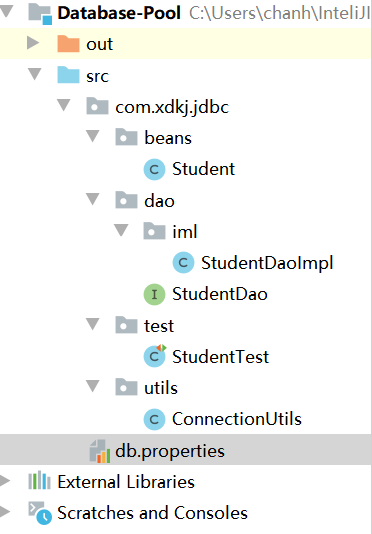 Database-Pool C:\Users\chanh\InteliJI
out
src
com.xdkj.jdbc
beans
C Student
dao
iml
C StudentDaoImpl
I StudentDao
test
C StudentTest
utils
C ConnectionUtils
db.properties
External Libraries
Scratches and Consoles